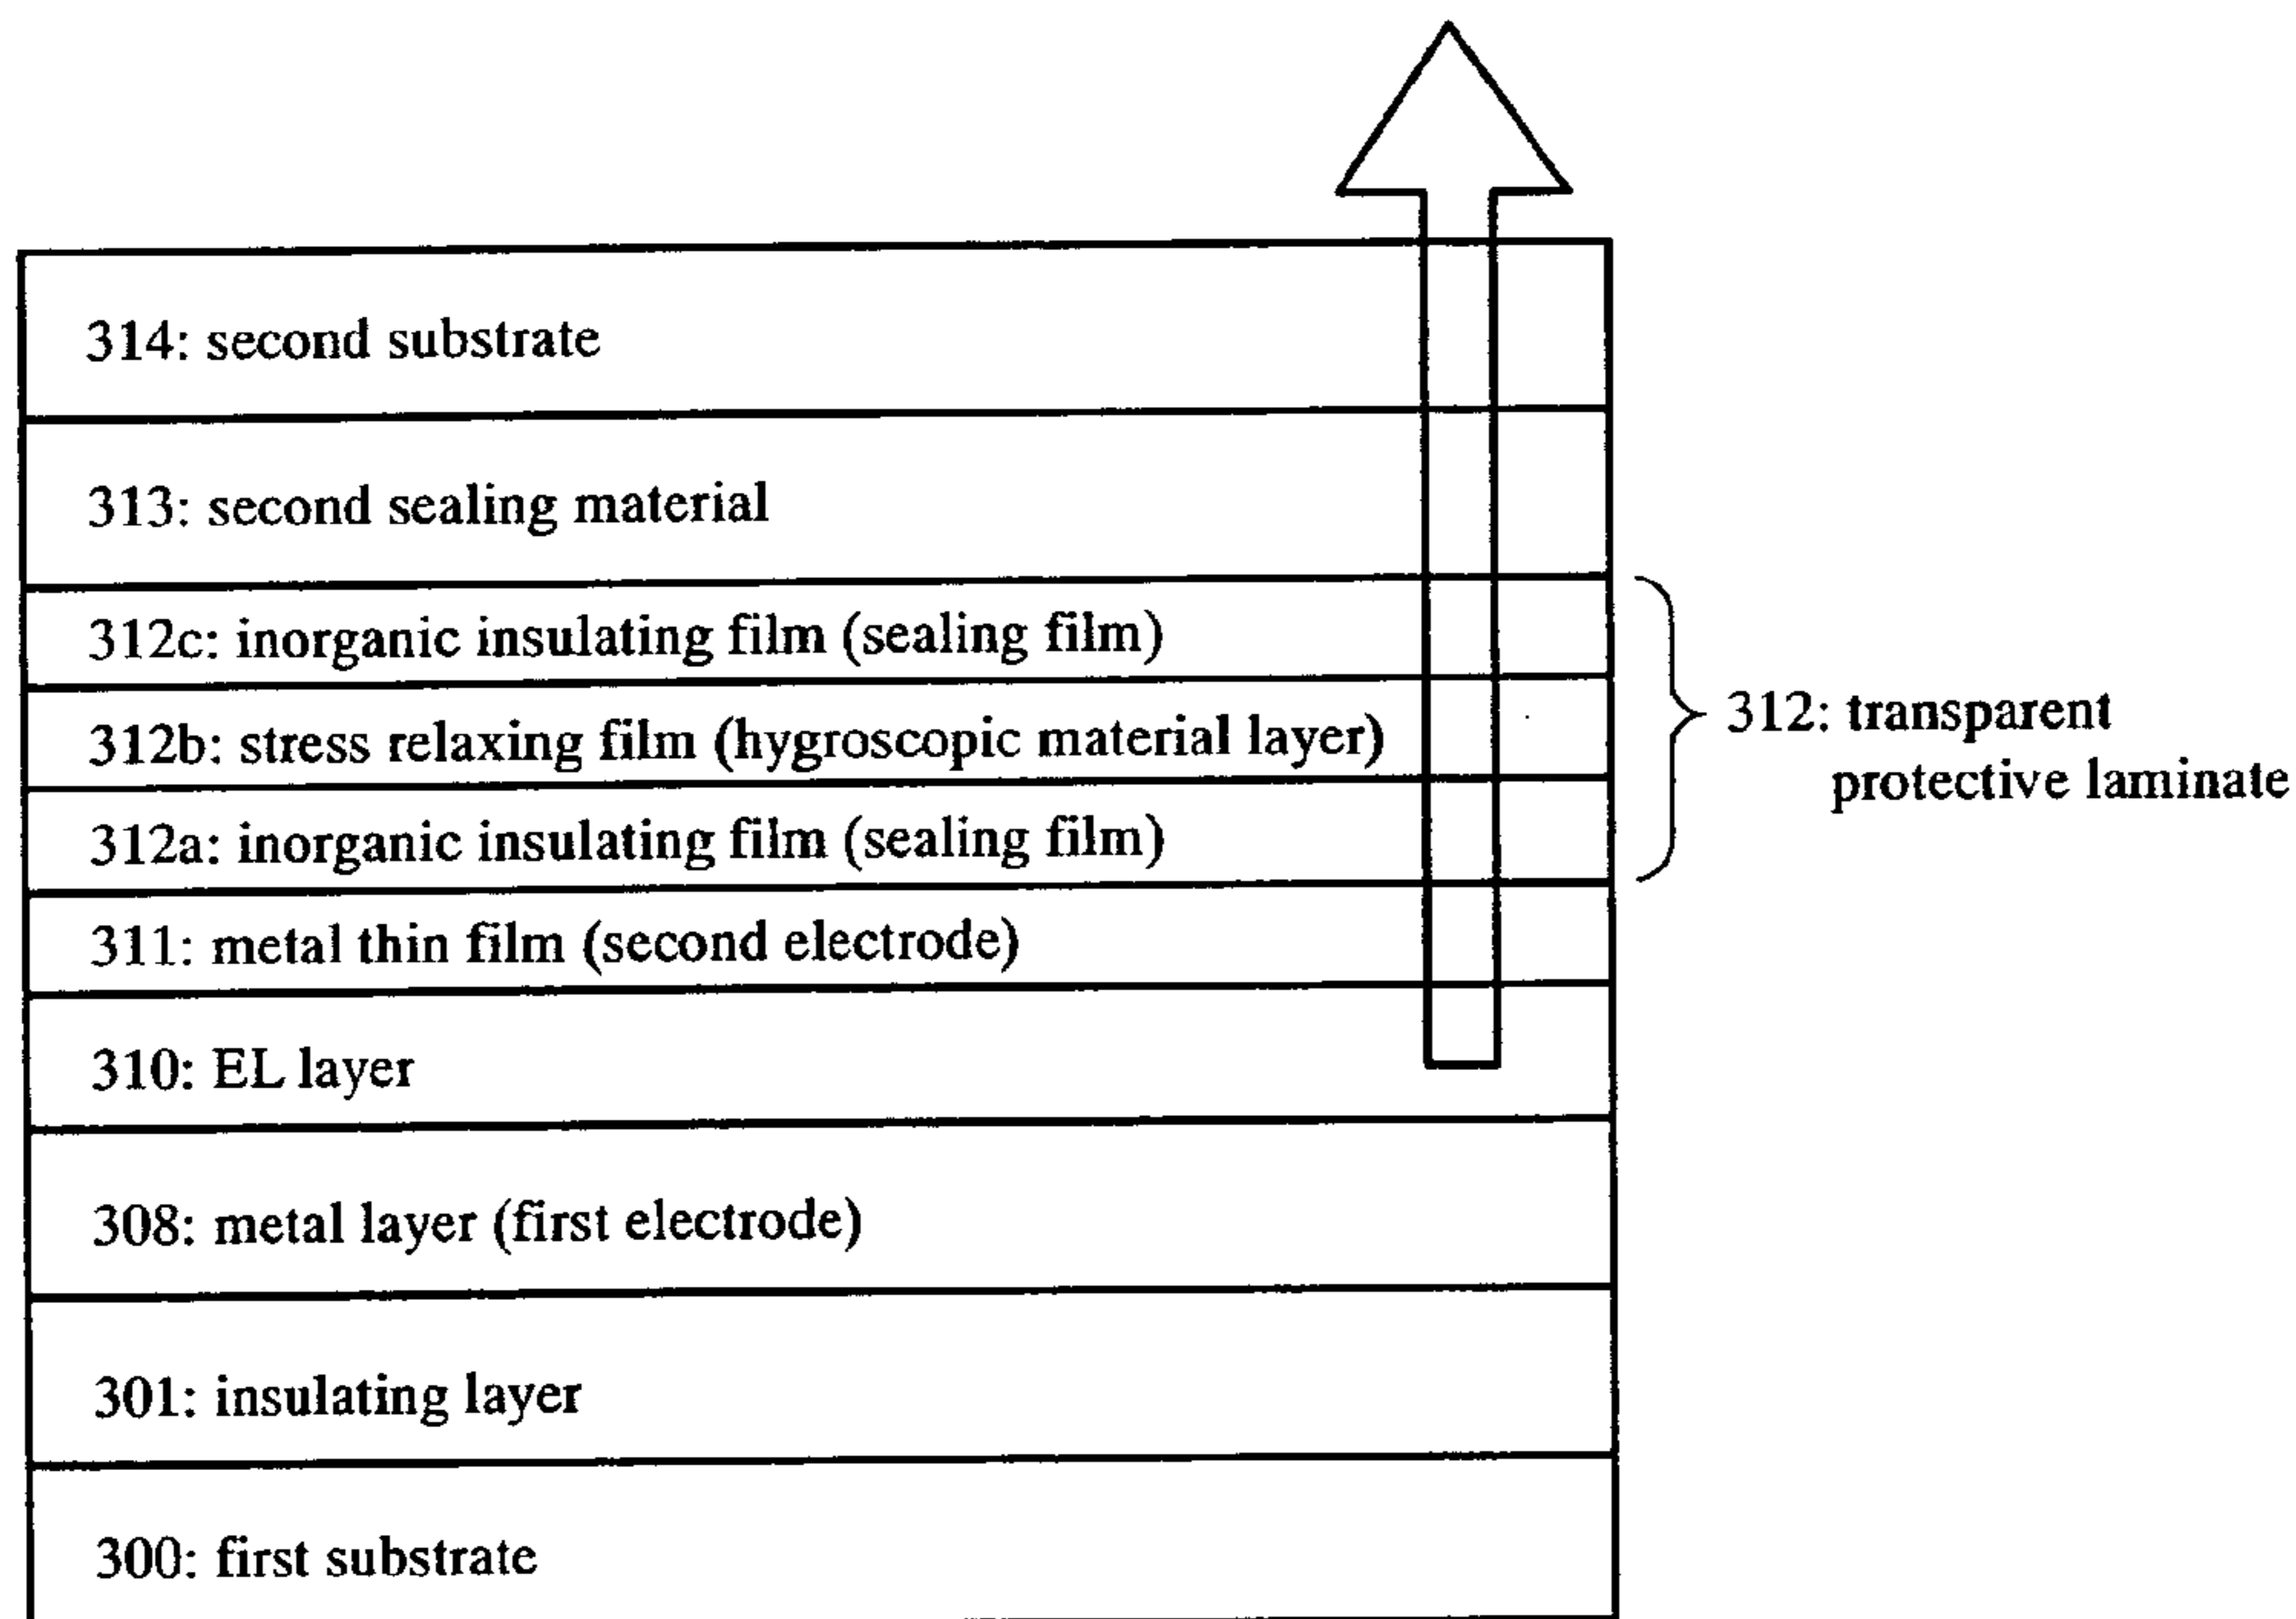 314: second substrate
313: second sealing material
312c: inorganic insulating film (sealing film)
312b: stress relaxing film (hygroscopic material layer)
312a: inorganic insulating film (sealing film)
312: transparent
protective laminate
311: metal thin film (second electrode)
310: EL layer
308: metal layer (first electrode)
301: insulating layer
300: first substrate